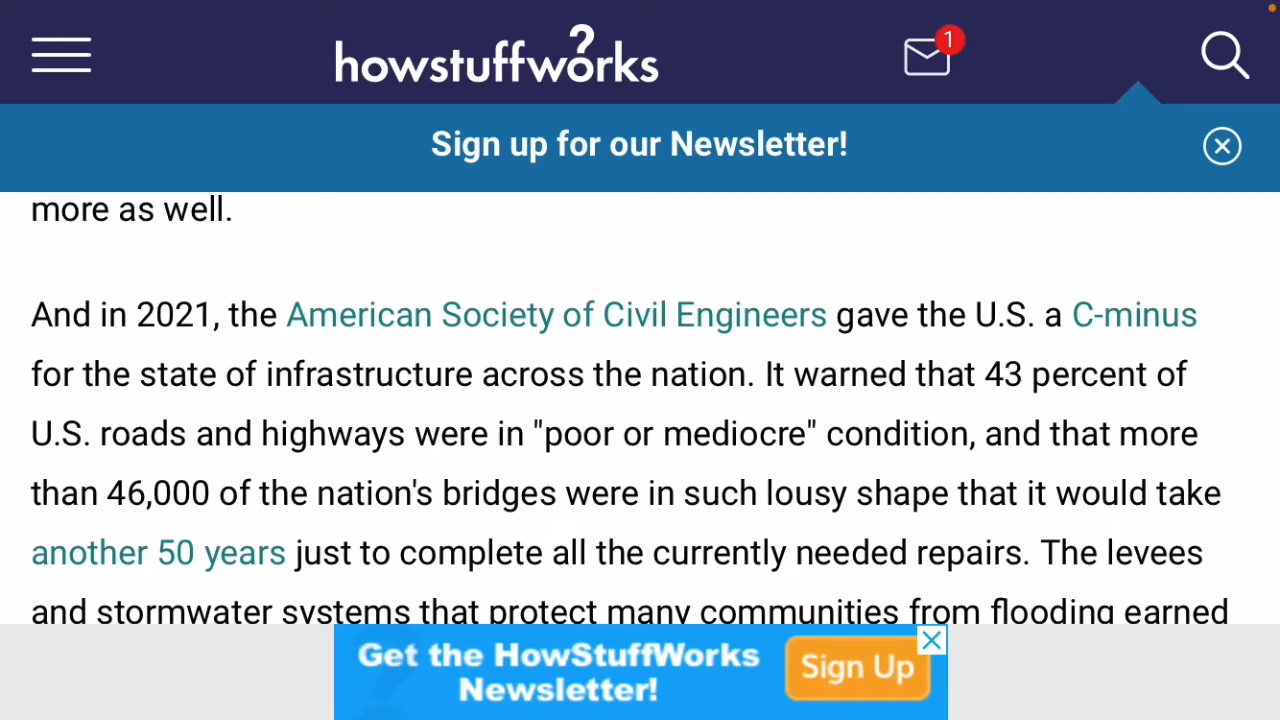 howstuffworks
1
Sign up for our Newsletter!
more as well.
And in 2021, the American Society of Civil Engineers gave the U.S. a C-minus
for the state of infrastructure across the nation. It warned that 43 percent of
U.S. roads and highways were in "poor or mediocre" condition, and that more
than 46,000 of the nation's bridges were in such lousy shape that it would take
another 50 years just to complete all the currently needed repairs. The levees
and stormwater systems that protect many communities from flooding earned
Get the HowStuffWorks
Newsletter!
Sign Up